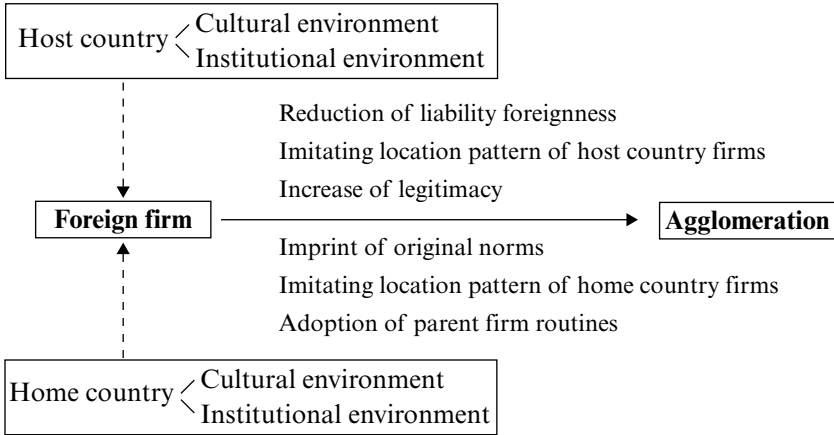 Host country
Cultural environment
Institutional environment
Reduction of liability foreignness
Imitating location pattern of host country firms
Increase of legitimacy
Foreign firm
Agglomeration
Imprint of original norms
Imitating location pattern of home country firms
Adoption of parent firm routines
Home country
Cultural environment
Institutional environment